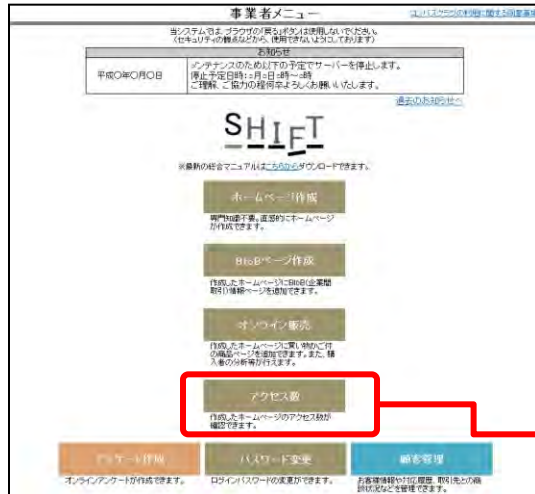 事業者メニュー
当システムでは、ブラウザの「戻る」ボタンは使用しないでください。
(セキュリティの観点などから、使用できないようにしております)
お知らせ
平成○年○月○日
メンテナンスのため以下の予定でサーバーを停止します。
停止予定日時:○月○日○時~○時
ご理解、ご協力の程何卒よろしくお願いいたします。
過去のお知らせへ
SHIFT
※最新の総合マニュアルはこちらからダウンロードできます。
ホームページ作成
専門知識不要。直感的にホームページ
が作成できます。
BtoBページ作成
作成したホームページにBtoB(企業間
取引)情報ページを追加できます。
オンライン販売
作成したホームページに買い物かご付
の商品ページを追加できます。また、購
入者の分析等が行えます。
アクセス数
作成したホームページのアクセス数が
確認できます。
アンケート作成
オンラインアンケートが作成できます。
パスワード変更
ログインパスワードの変更ができます。
顧客管理
お客様情報や対応履歴、取引先との商
談状況などを管理できます。